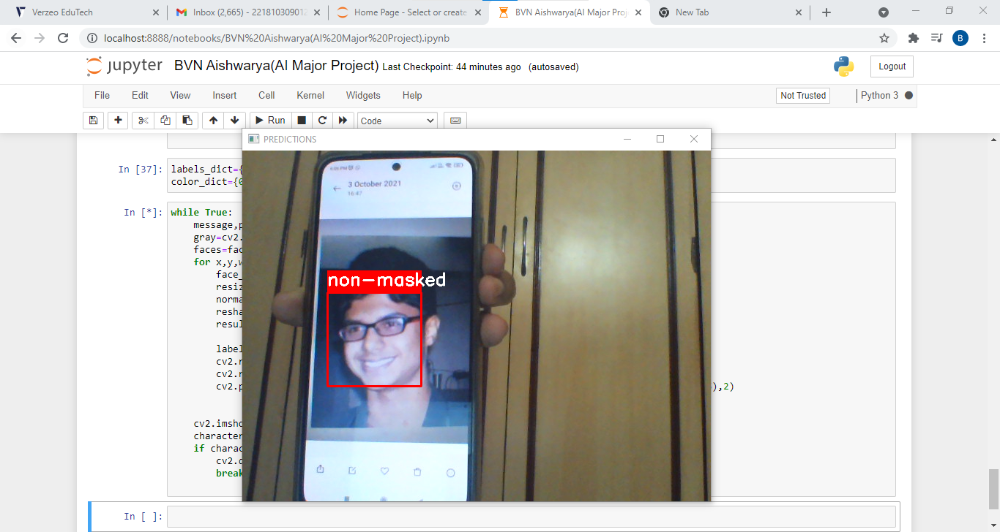 Verzeo EduTech
Inbox (2,665) - 221810309012
Home Page - Select or create
BVN Aishwarya(AI Major Proj
New Tab
localhost:8888/notebooks/BVN%20Aishwarya(AI%20Major%20Project).ipynb
B
jupyter
BVN Aishwarya(AI Major Project) Last Checkpoint: 44 minutes ago (autosaved)
Logout
File Edit View Insert Cell Kernel Widgets Help
Not Trusted
Python 3
Run
Code
PREDICTIONS
3 October 2021
16:47
non-masked
In [37]:
labels_dict={
color_dict={0
In [*]:
while True:
message,p
gray=cv2.
faces=fac
for x,y,w
face_
resiz
norma
resha
resul
label
cv2.r
cv2.r
cv2.p
),2)
cv2.imsho
character
if charac
cv2.d
break
In [ ]: